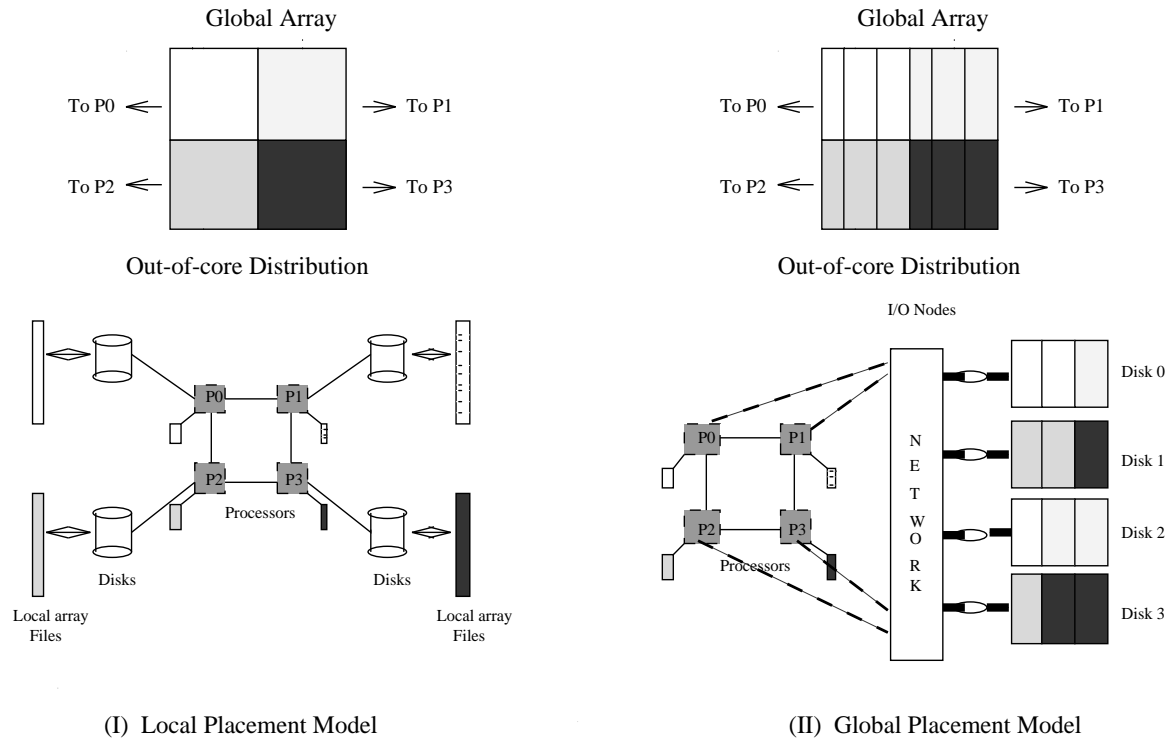 Global Array
To P0
To P1
To P2
To P3
Out-of-core Distribution
P0
P1
P2
P3
Processors
Disks
Disks
Local array
Files
Local array
Files
(I) Local Placement Model
Global Array
To P0
To P1
To P2
To P3
Out-of-core Distribution
I/O Nodes
P0
P1
P2
P3
Processors
NETWORK
Disk 0
Disk 1
Disk 2
Disk 3
(II) Global Placement Model